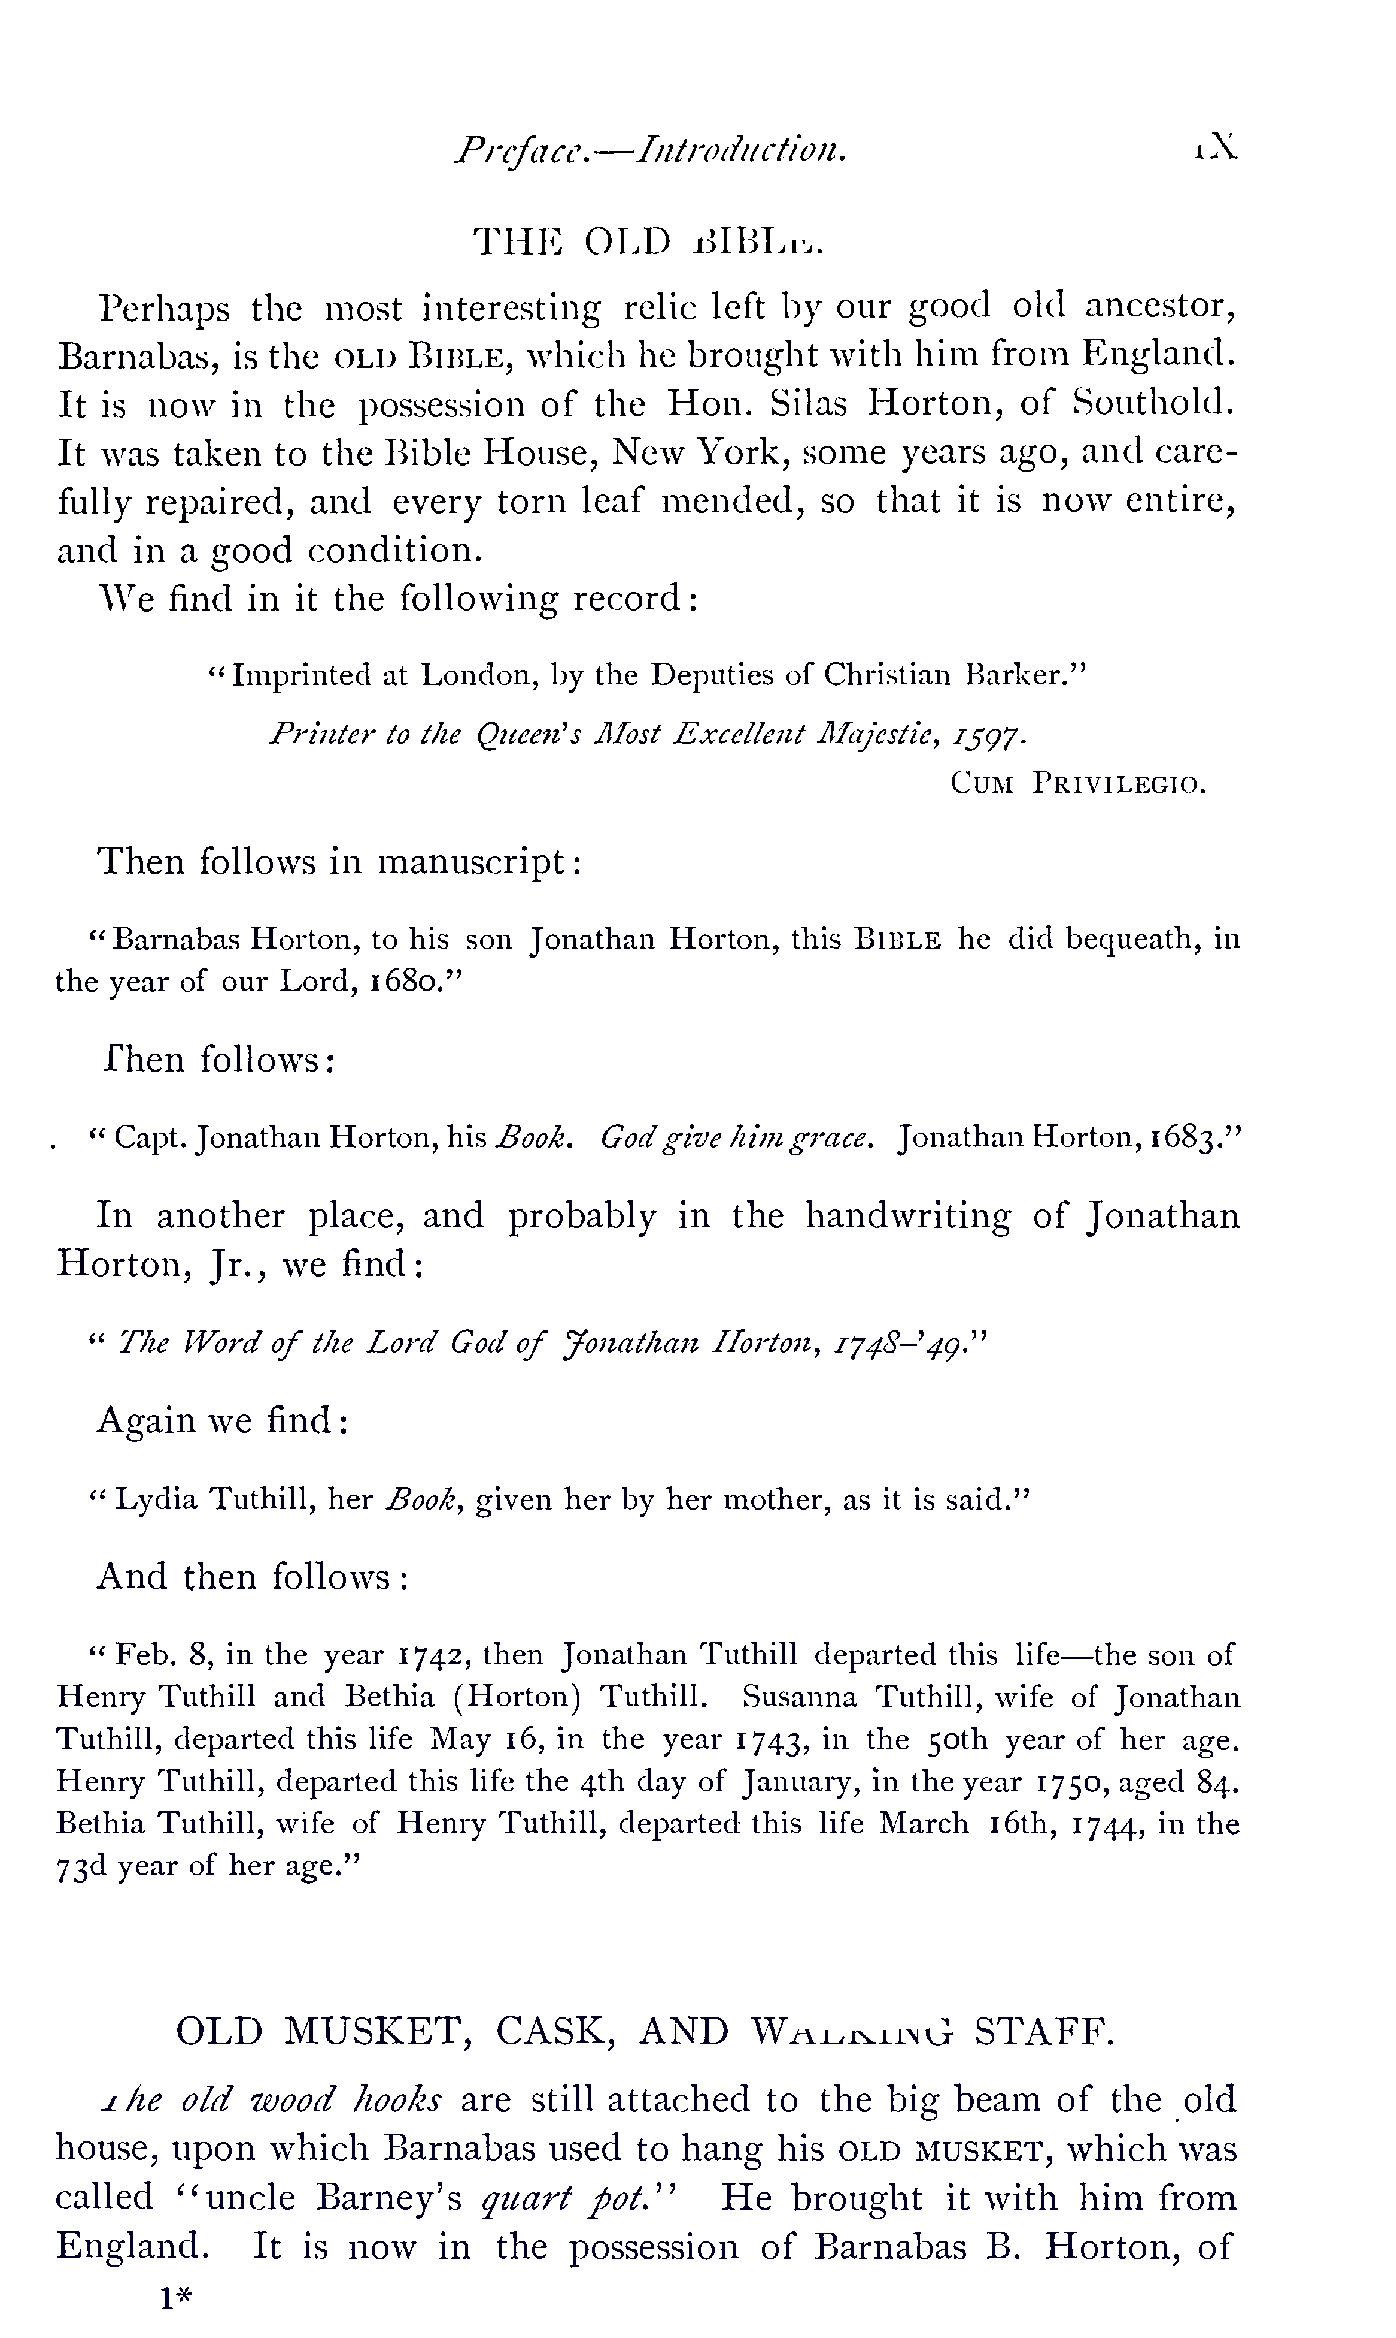 Preface.—Introduction. ix
THE OLD BIBLE.
Perhaps the most interesting relic left by our good old ancestor,
Barnabas, is the OLD BIBLE, which he brought with him from England.
It is now in the possession of the Hon. Silas Horton, of Southold.
It was taken to the Bible House, New York, some years ago, and care-
fully repaired, and every torn leaf mended, so that it is now entire,
and in a good condition.
We find in it the following record:
“Imprinted at London, by the Deputies of Christian Barker.”
Printer to the Queen's Most Excellent Majestie, 1597.
CUM PRIVILEGIO.
Then follows in manuscript:
“Barnabas Horton, to his son Jonathan Horton, this BIBLE he did bequeath, in
the year of our Lord, 1680.”
Then follows:
“Capt. Jonathan Horton, his Book. God give him grace. Jonathan Horton, 1683.”
In another place, and probably in the handwriting of Jonathan
Horton, Jr., we find:
“The Word of the Lord God of Jonathan Horton, 1748–'49.”
Again we find:
“Lydia Tuthill, her Book, given her by her mother, as it is said.”
And then follows:
“Feb. 8, in the year 1742, then Jonathan Tuthill departed this life—the son of
Henry Tuthill and Bethia (Horton) Tuthill. Susanna Tuthill, wife of Jonathan
Tuthill, departed this life May 16, in the year 1743, in the 50th year of her age.
Henry Tuthill, departed this life the 4th day of January, in the year 1750, aged 84.
Bethia Tuthill, wife of Henry Tuthill, departed this life March 16th, 1744, in the
73d year of her age.”
OLD MUSKET, CASK, AND WALKING STAFF.
The old wood hooks are still attached to the big beam of the old
house, upon which Barnabas used to hang his OLD MUSKET, which was
called “uncle Barney's quart pot.” He brought it with him from
England. It is now in the possession of Barnabas B. Horton, of
1*